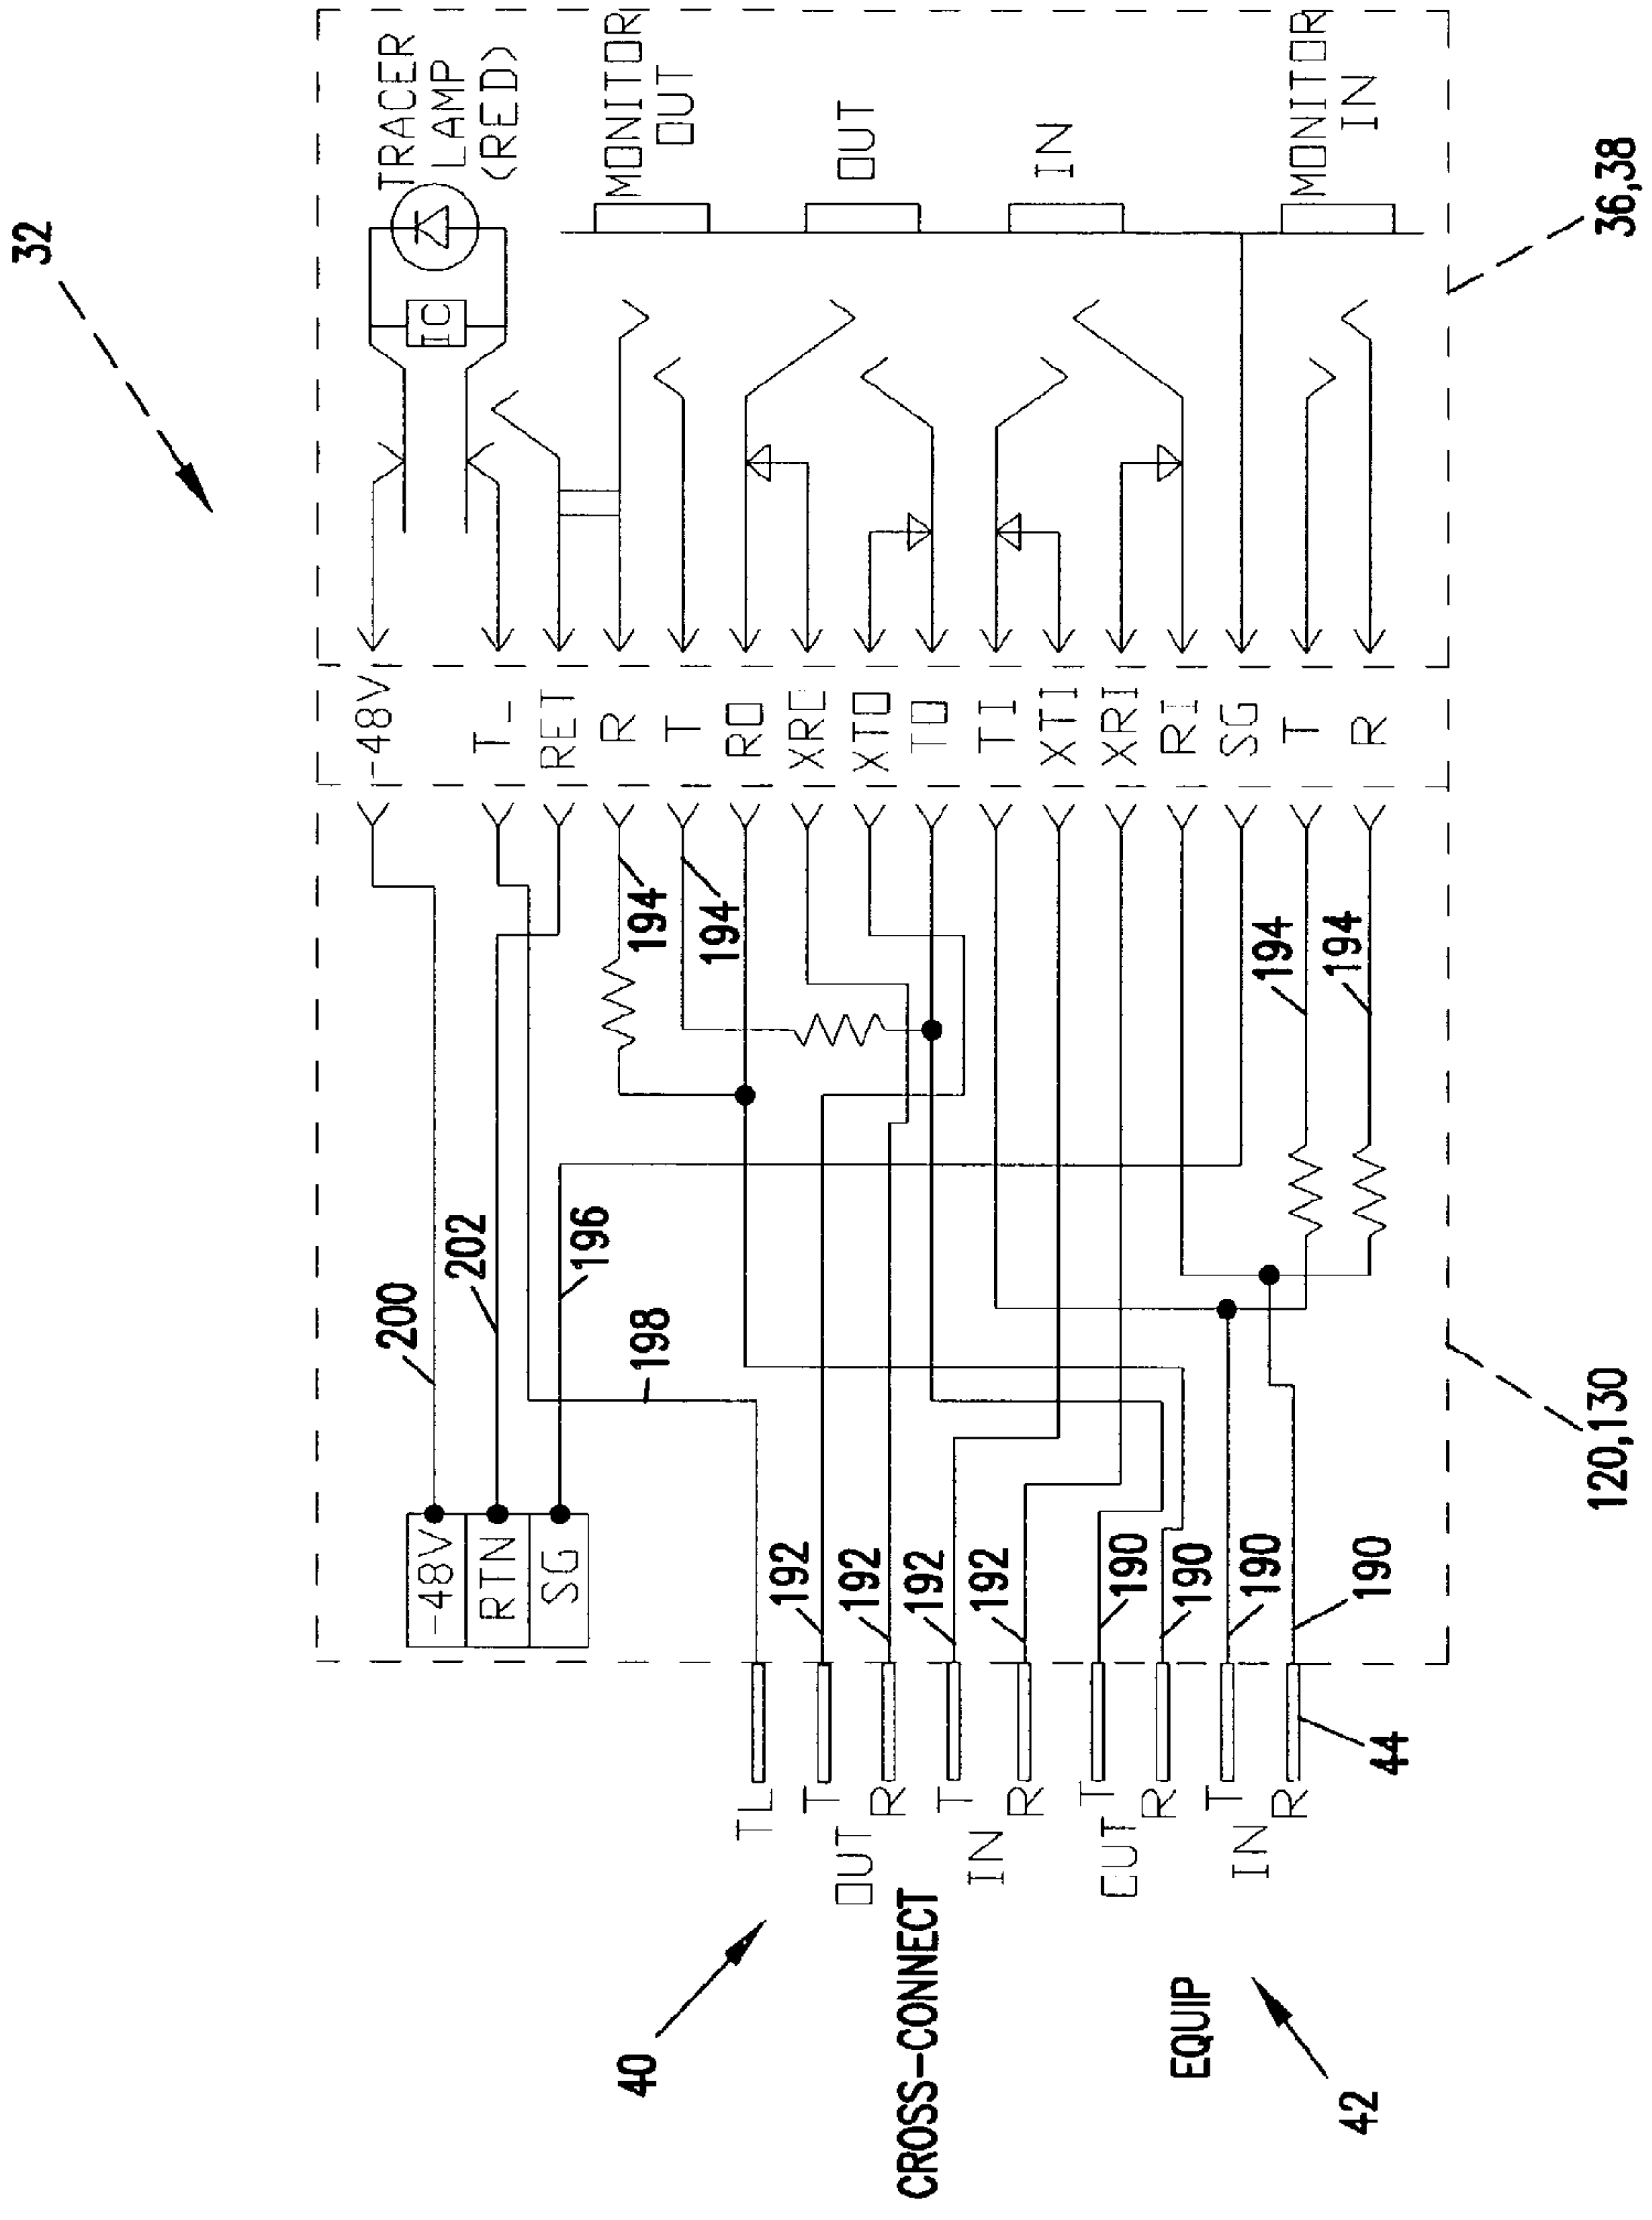 32
TRACER
LAMP
(RED)
IC
MONITOR
OUT
OUT
IN
MONITOR
IN
36,38
-48V
T-
RET
R
T
RO
XRO
XTO
TO
TI
XTI
XRI
RI
SG
T
R
194
194
194
194
200
202
196
198
-48V
RTN
SG
192
192
192
192
190
190
190
190
120,130
TL
T
OUT
R
T
IN
R
T
OUT
R
T
IN
R
44
40
CROSS-CONNECT
EQUIP
42